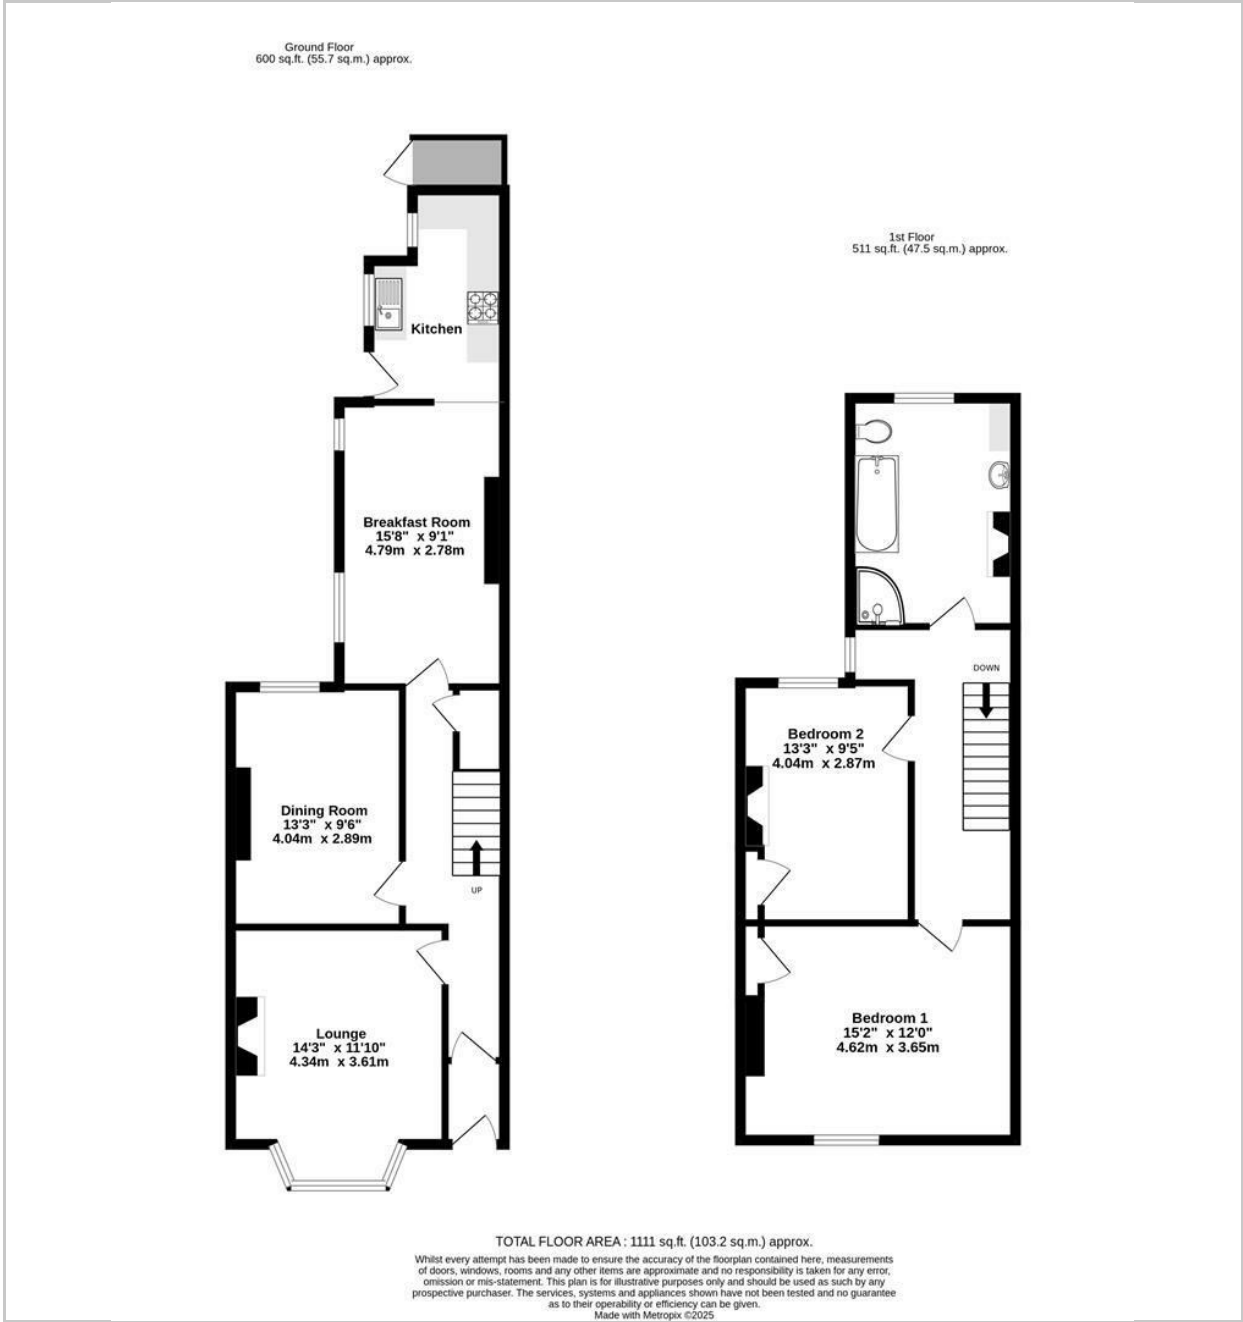 Ground Floor
600 sq.ft. (55.7 sq.m.) approx.
1st Floor
511 sq.ft. (47.5 sq.m.) approx.
Kitchen
Breakfast Room
15'8" x 9'1"
4.79m x 2.78m
Dining Room
13'3" x 9'6"
4.04m x 2.89m
UP
Lounge
14'3" x 11'10"
4.34m x 3.61m
DOWN
Bedroom 2
13'3" x 9'5"
4.04m x 2.87m
Bedroom 1
15'2" x 12'0"
4.62m x 3.65m
TOTAL FLOOR AREA : 1111 sq.ft. (103.2 sq.m.) approx.
Whilst every attempt has been made to ensure the accuracy of the floorplan contained here, measurements
of doors, windows, rooms and any other items are approximate and no responsibility is taken for any error,
omission or mis-statement. This plan is for illustrative purposes only and should be used as such by any
prospective purchaser. The services, systems and appliances shown have not been tested and no guarantee
as to their operability or efficiency can be given.
Made with Metropix ©2025